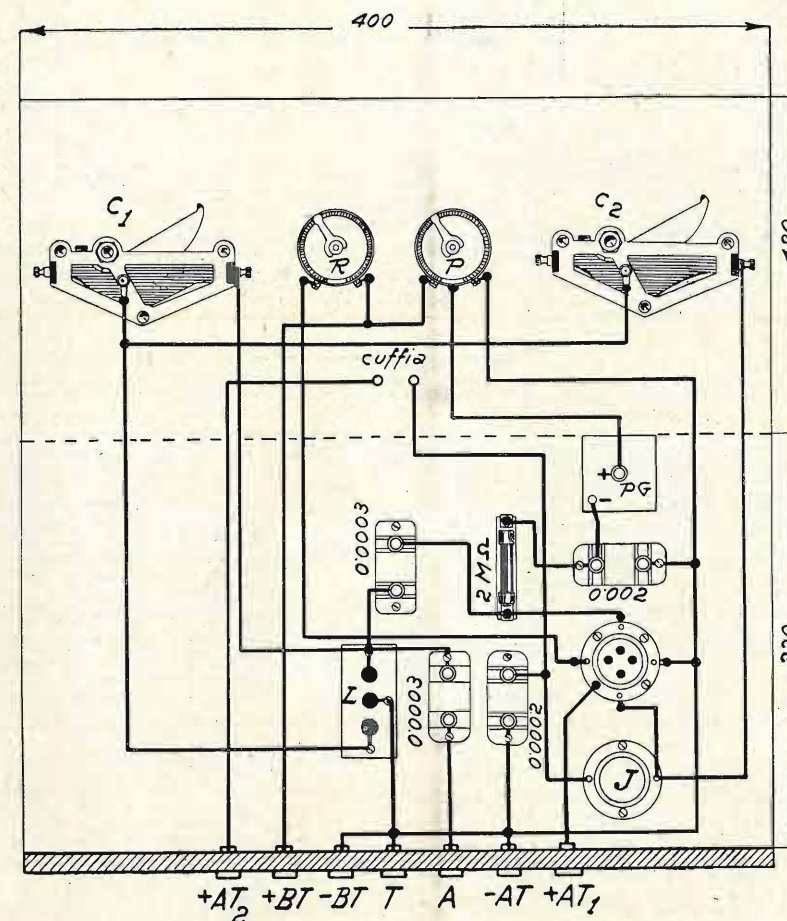 400
C1
C2
R
P
cuffia
+
PG
-
0.0003
2 MΩ
0.002
L
0.0003
0.0002
J
+AT2 +BT -BT T A -AT +AT1